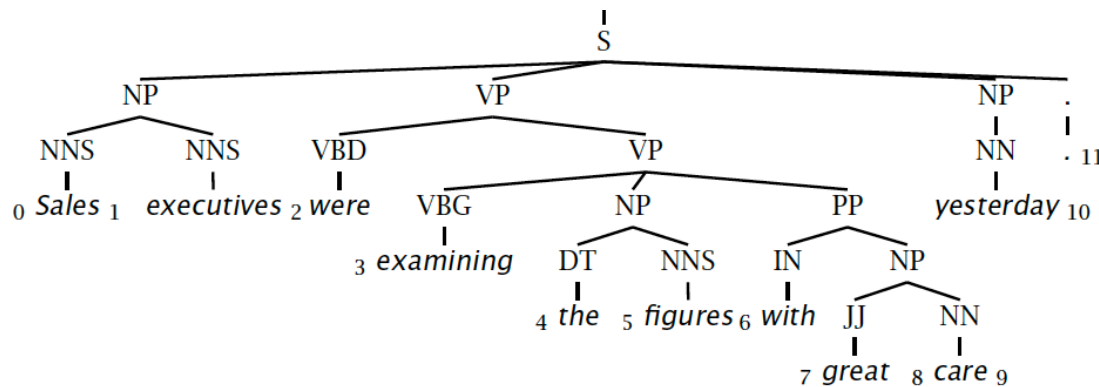 S
NP VP NP .
NNS NNS VBD VP NN . 11
0 Sales 1 executives 2 were VBG NP PP yesterday 10
3 examining DT NNS IN NP
4 the 5 figures 6 with JJ NN
7 great 8 care 9